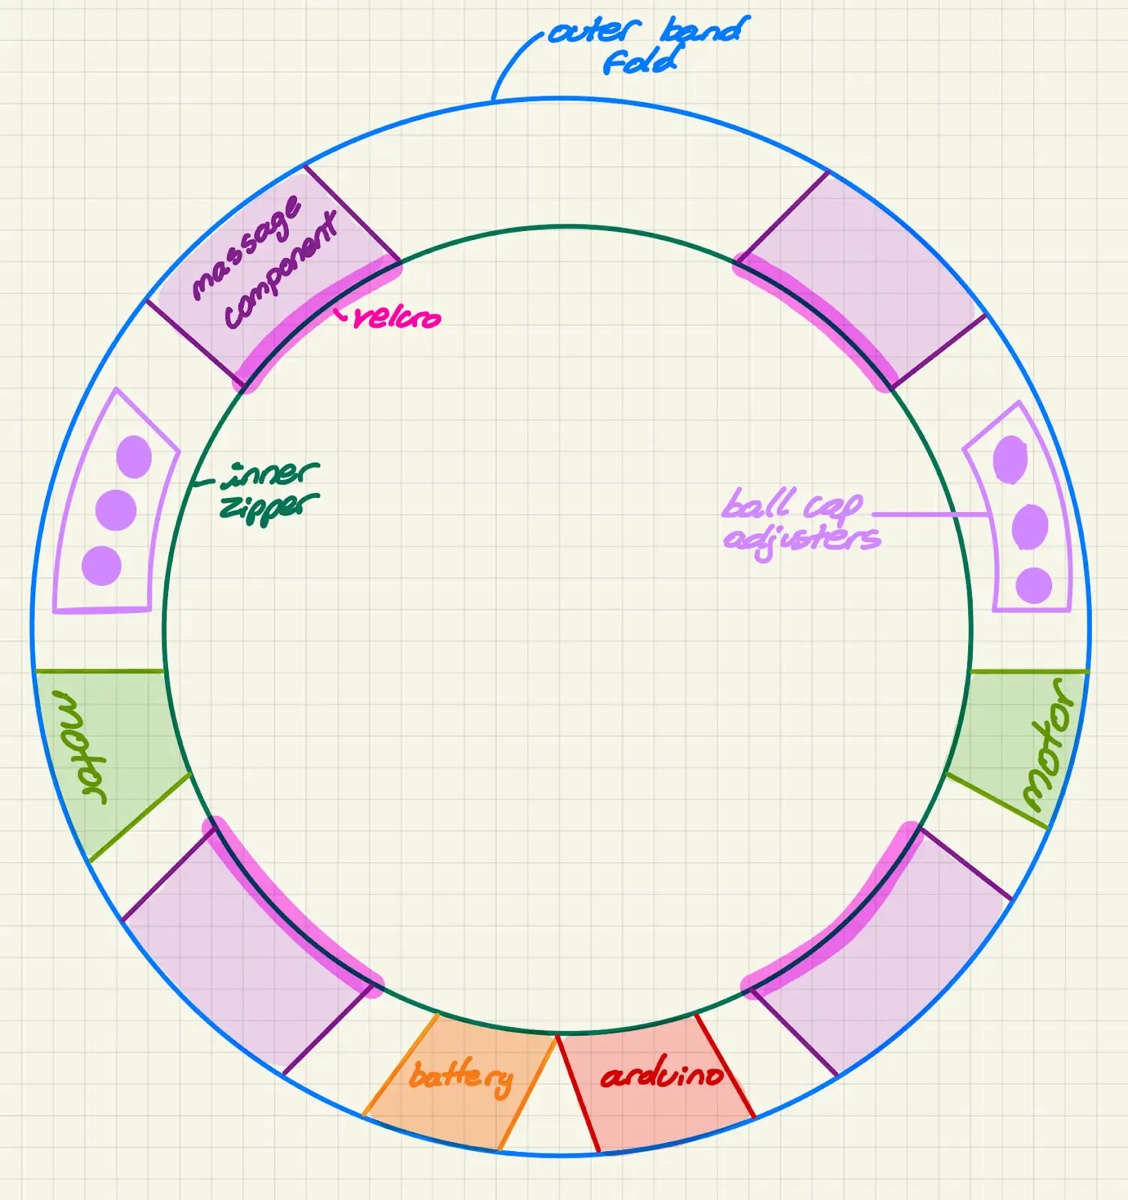 outer band
fold
massage
component
velcro
inner
zipper
ball cap
adjusters
motor
motor
battery
arduino